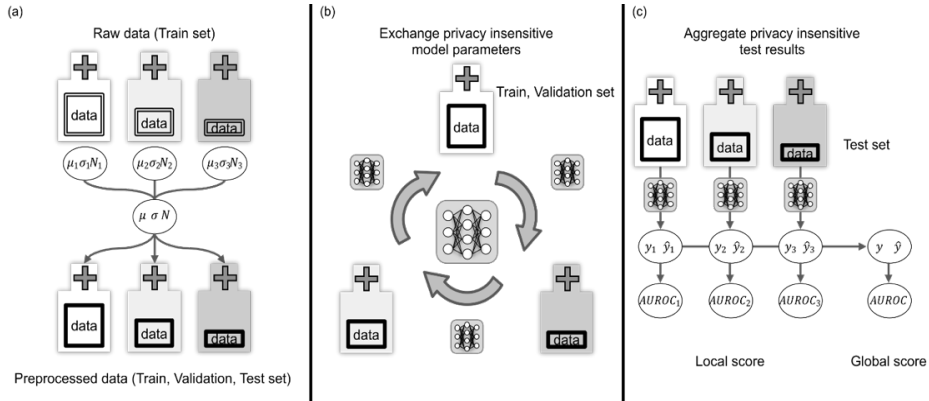 (a)
Raw data (Train set)
data
data
data
μ₁σ₁N₁
μ₂σ₂N₂
μ₃σ₃N₃
μ σ N
data
data
data
Preprocessed data (Train, Validation, Test set)
(b)
Exchange privacy insensitive
model parameters
data
Train, Validation set
data
data
(c)
Aggregate privacy insensitive
test results
data
data
data
Test set
y₁ ŷ₁
y₂ ŷ₂
y₃ ŷ₃
y ŷ
AUROC₁
AUROC₂
AUROC₃
AUROC
Local score
Global score